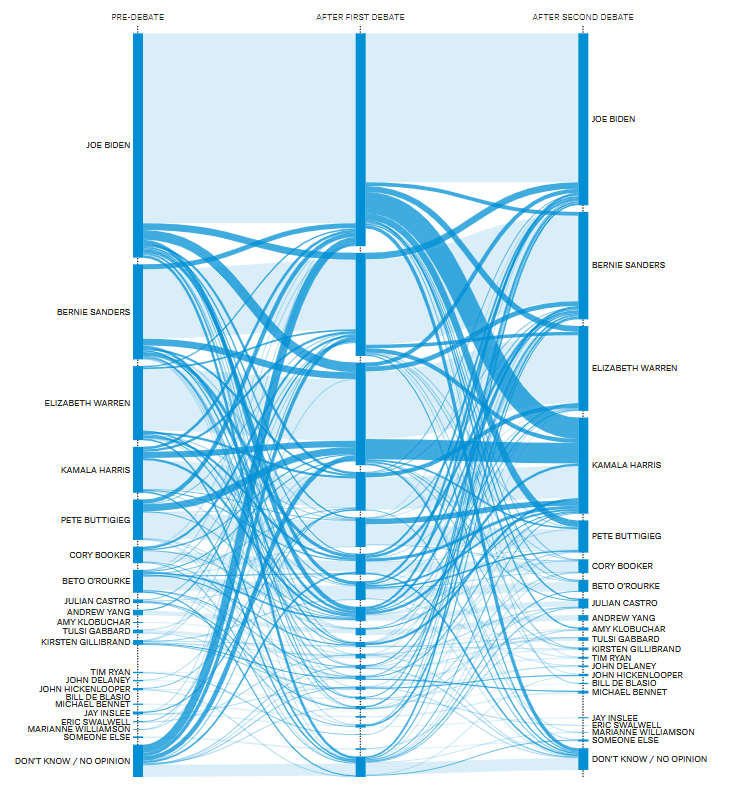 PRE-DEBATE
AFTER FIRST DEBATE
AFTER SECOND DEBATE
JOE BIDEN
BERNIE SANDERS
ELIZABETH WARREN
KAMALA HARRIS
PETE BUTTIGIEG
CORY BOOKER
BETO O'ROURKE
JULIAN CASTRO
ANDREW YANG
AMY KLOBUCHAR
TULSI GABBARD
KIRSTEN GILLIBRAND
TIM RYAN
JOHN DELANEY
JOHN HICKENLOOPER
BILL DE BLASIO
MICHAEL BENNET
JAY INSLEE
ERIC SWALWELL
MARIANNE WILLIAMSON
SOMEONE ELSE
DON'T KNOW / NO OPINION
JOE BIDEN
BERNIE SANDERS
ELIZABETH WARREN
KAMALA HARRIS
PETE BUTTIGIEG
CORY BOOKER
BETO O'ROURKE
JULIAN CASTRO
ANDREW YANG
AMY KLOBUCHAR
TULSI GABBARD
KIRSTEN GILLIBRAND
TIM RYAN
JOHN DELANEY
JOHN HICKENLOOPER
BILL DE BLASIO
MICHAEL BENNET
JAY INSLEE
ERIC SWALWELL
MARIANNE WILLIAMSON
SOMEONE ELSE
DON'T KNOW / NO OPINION